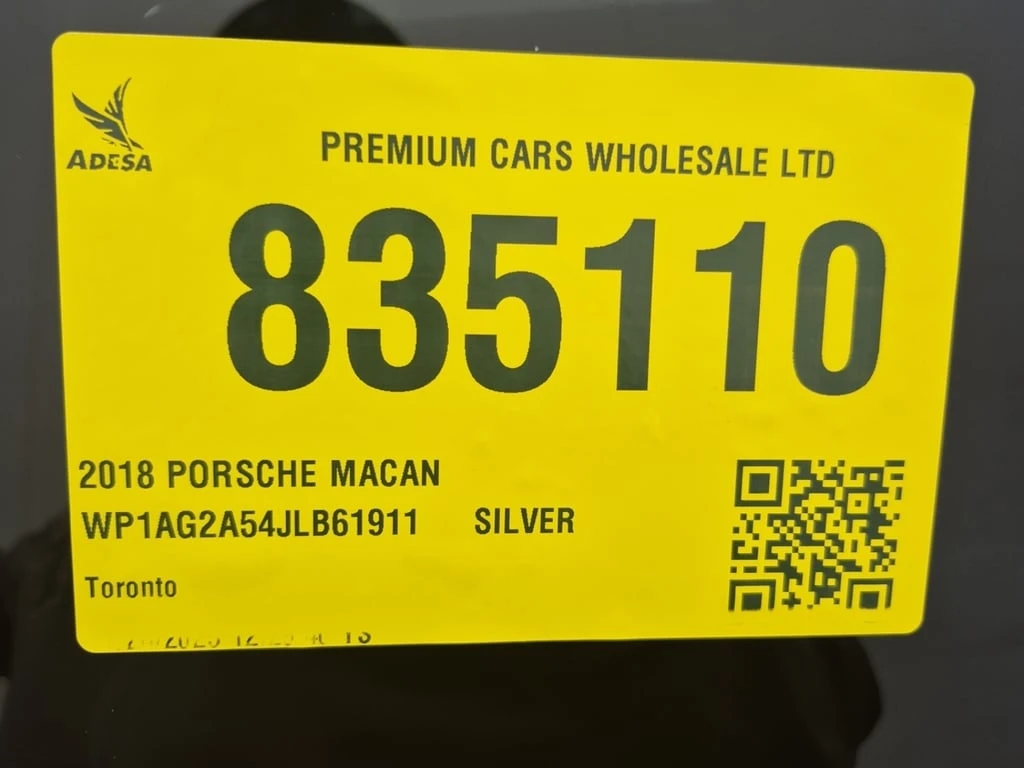 ADESA
PREMIUM CARS WHOLESALE LTD
835110
2018 PORSCHE MACAN
WP1AG2A54JLB61911 SILVER
Toronto